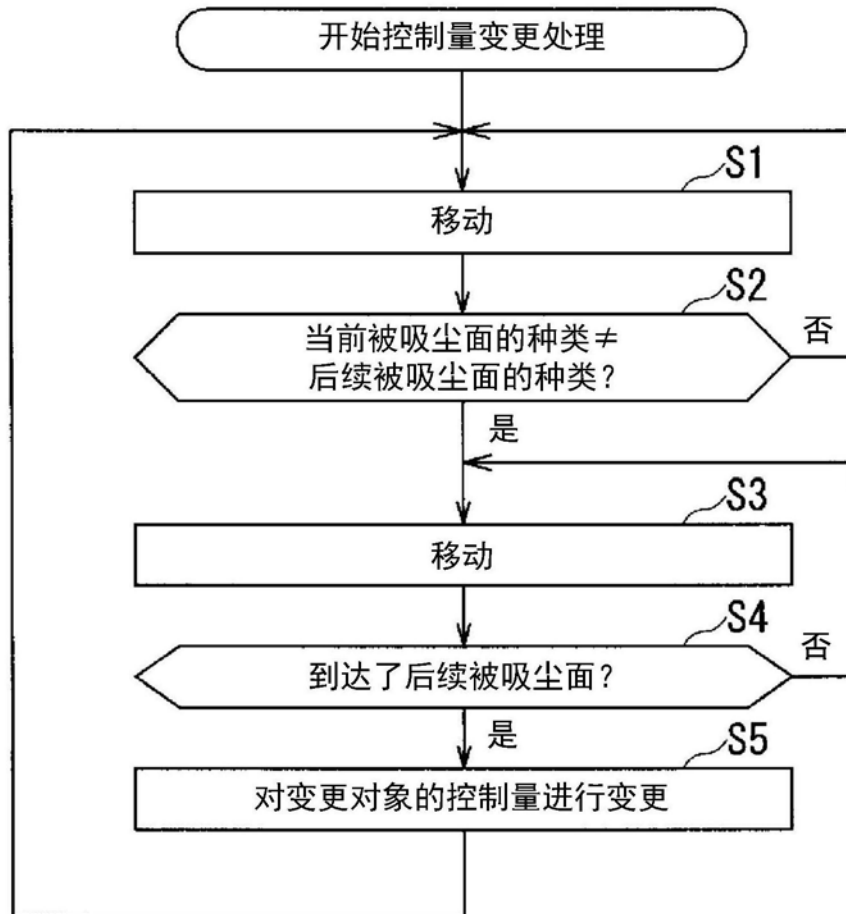 开始控制量变更处理
S1
移动
S2
当前被吸尘面的种类≠
后续被吸尘面的种类?
否
是
S3
移动
S4
到达了后续被吸尘面?
否
是
S5
对变更对象的控制量进行变更